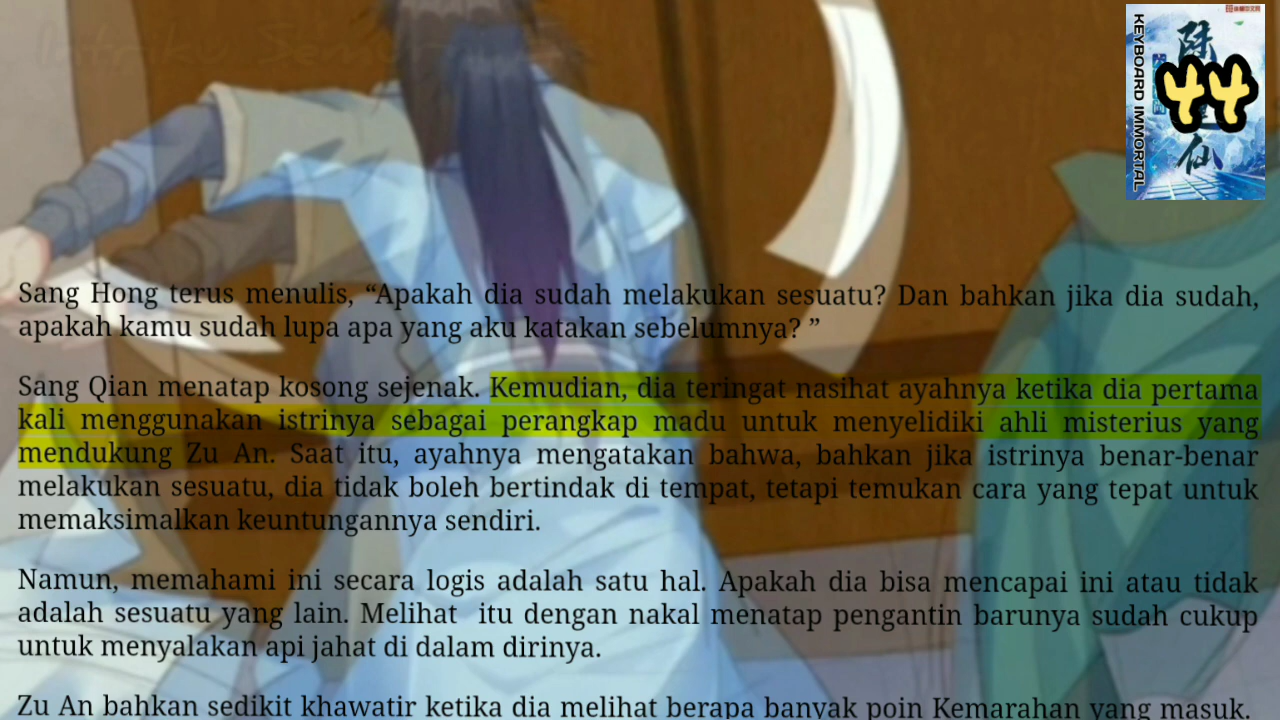 KEYBOARD IMMORTAL
44
Sang Hong terus menulis, “Apakah dia sudah melakukan sesuatu? Dan bahkan jika dia sudah,
apakah kamu sudah lupa apa yang aku katakan sebelumnya? ”
Sang Qian menatap kosong sejenak. Kemudian, dia teringat nasihat ayahnya ketika dia pertama
kali menggunakan istrinya sebagai perangkap madu untuk menyelidiki ahli misterius yang
mendukung Zu An. Saat itu, ayahnya mengatakan bahwa, bahkan jika istrinya benar-benar
melakukan sesuatu, dia tidak boleh bertindak di tempat, tetapi temukan cara yang tepat untuk
memaksimalkan keuntungannya sendiri.
Namun, memahami ini secara logis adalah satu hal. Apakah dia bisa mencapai ini atau tidak
adalah sesuatu yang lain. Melihat  itu dengan nakal menatap pengantin barunya sudah cukup
untuk menyalakan api jahat di dalam dirinya.
Zu An bahkan sedikit khawatir ketika dia melihat berapa banyak poin Kemarahan yang masuk.